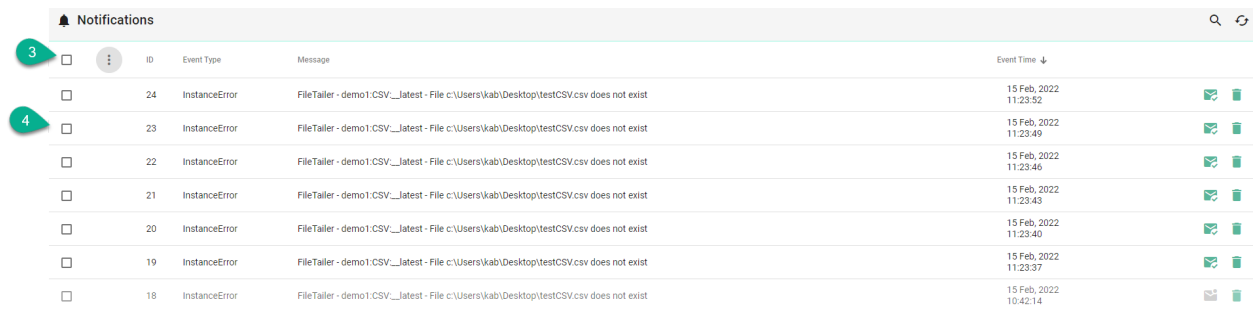 Notifications
3
ID Event Type Message Event Time
24 InstanceError FileTailer - demo1:CSV:__latest - File c:\Users\kab\Desktop\testCSV.csv does not exist 15 Feb, 2022
11:23:52
4
23 InstanceError FileTailer - demo1:CSV:__latest - File c:\Users\kab\Desktop\testCSV.csv does not exist 15 Feb, 2022
11:23:49
22 InstanceError FileTailer - demo1:CSV:__latest - File c:\Users\kab\Desktop\testCSV.csv does not exist 15 Feb, 2022
11:23:46
21 InstanceError FileTailer - demo1:CSV:__latest - File c:\Users\kab\Desktop\testCSV.csv does not exist 15 Feb, 2022
11:23:43
20 InstanceError FileTailer - demo1:CSV:__latest - File c:\Users\kab\Desktop\testCSV.csv does not exist 15 Feb, 2022
11:23:40
19 InstanceError FileTailer - demo1:CSV:__latest - File c:\Users\kab\Desktop\testCSV.csv does not exist 15 Feb, 2022
11:23:37
18 InstanceError FileTailer - demo1:CSV:__latest - File c:\Users\kab\Desktop\testCSV.csv does not exist 15 Feb, 2022
10:42:14